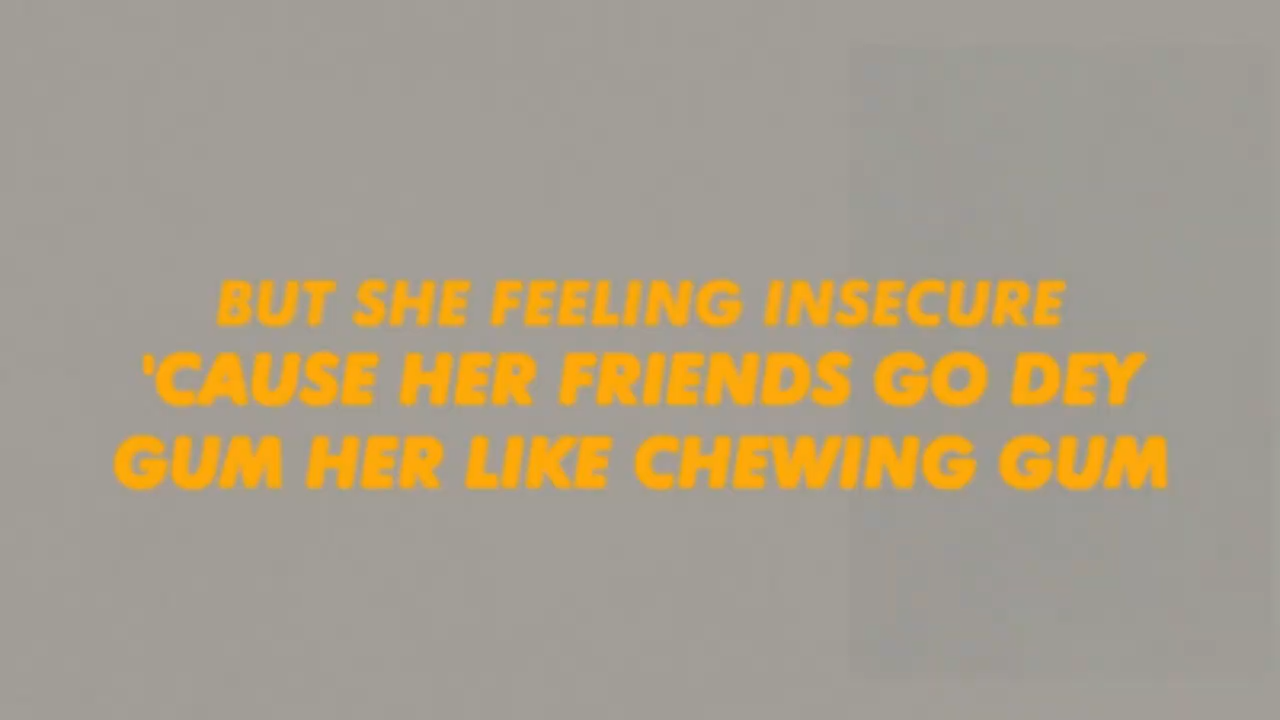 BUT SHE FEELING INSECURE
'CAUSE HER FRIENDS GO DEY
GUM HER LIKE CHEWING GUM